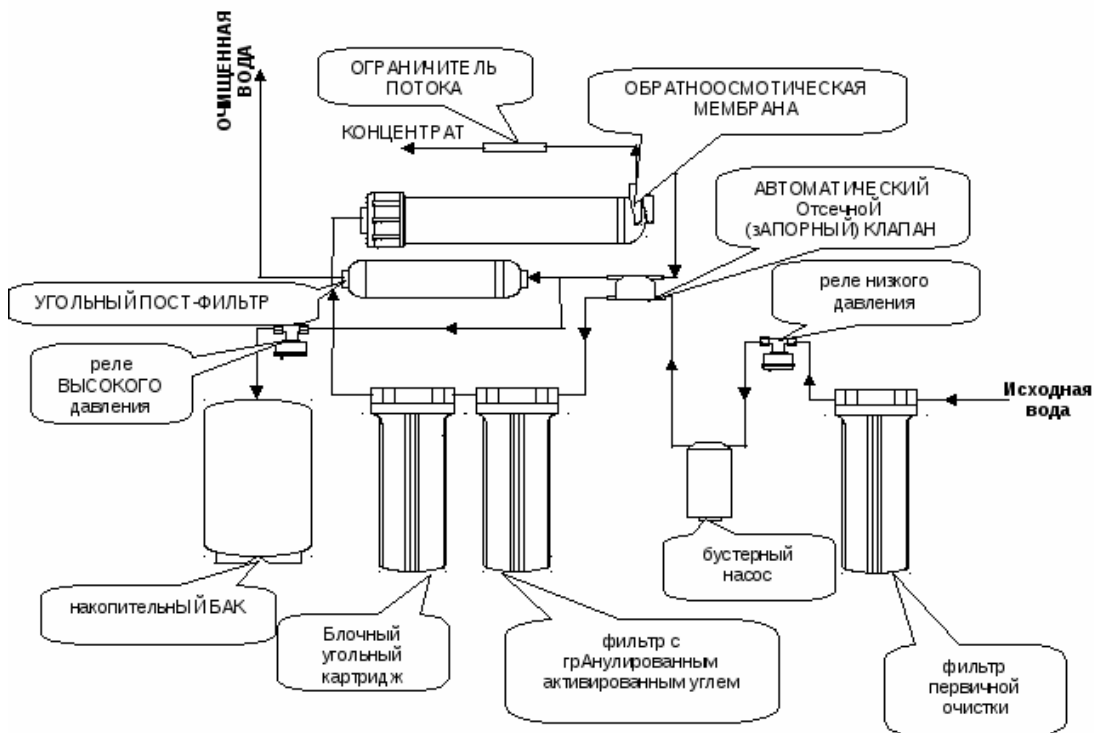 ОЧИЩЕННАЯ
ВОДА
ОГРАНИЧИТЕЛЬ
ПОТОКА
ОБРАТНООСМОТИЧЕСКАЯ
МЕМБРАНА
КОНЦЕНТРАТ
АВТОМАТИЧЕСКИЙ
ОтсечноЙ
(зАПОРНЫЙ) КЛАПАН
УГОЛЬНЫЙ ПОСТ-ФИЛЬТР
реле низкого
давления
реле
ВЫСОКОГО
давления
Исходная
вода
бустерный
насос
накопительНЫЙ БАК
Блочный
угольный
картридж
фильтр с
грАнулированным
активированным углем
фильтр
первичной
очистки